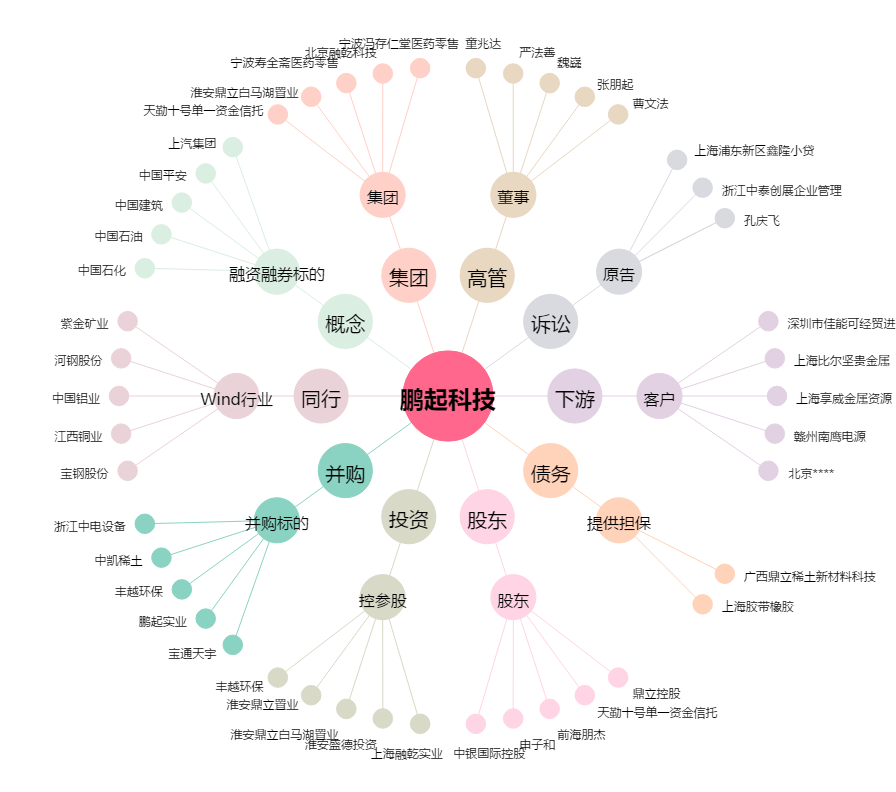 宁波冯存仁堂医药零售
童兆达
北京融乾科技
严法善
宁波寿全斋医药零售
魏巍
淮安鼎立白马湖置业
张朋起
天勋十号单一资金信托
曹文法
上汽集团
上海浦东新区鑫隆小贷
中国平安
浙江中泰创展企业管理
集团
董事
中国建筑
孔庆飞
中国石油
中国石化
融资融券标的
集团
高管
原告
概念
诉讼
紫金矿业
深圳市佳能可经贸进
河钢股份
上海比尔坚贵金属
中国铝业
Wind行业
同行
鹏起科技
下游
客户
上海享威金属资源
江西铜业
赣州南鹰电源
宝钢股份
并购
债务
北京****
浙江中电设备
并购标的
投资
股东
提供担保
中凯稀土
广西鼎立稀土新材料科技
丰越环保
控参股
股东
上海胶带橡胶
鹏起实业
宝通天宇
丰越环保
鼎立控股
淮安鼎立置业
天勋十号单一资金信托
淮安鼎立白马湖置业
前海朋杰
淮安盛德投资
申子和
上海融乾实业
中银国际控股